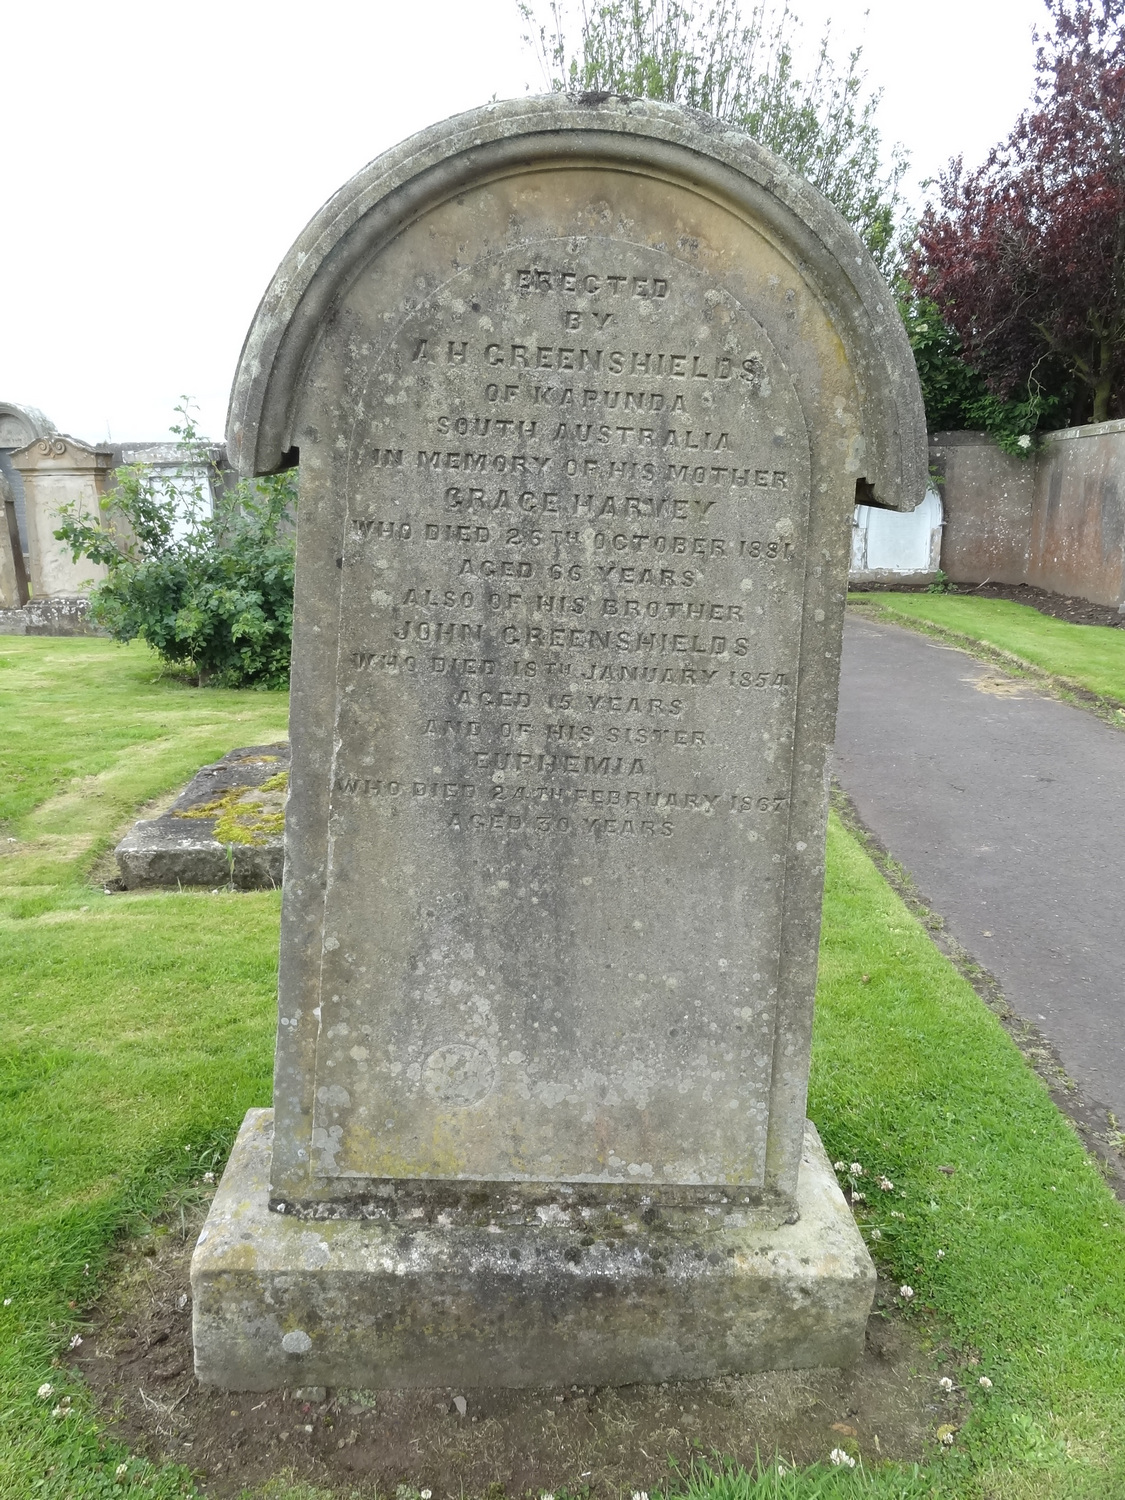 ERECTED
BY
A H GREENSHIELDS
OF KAPUNDA
SOUTH AUSTRALIA
IN MEMORY OF HIS MOTHER
GRACE HARVEY
WHO DIED 26TH OCTOBER 1881
AGED 66 YEARS
ALSO OF HIS BROTHER
JOHN GREENSHIELDS
WHO DIED 19TH JANUARY 1854
AGED 15 YEARS
AND OF HIS SISTER
EUPHEMIA
WHO DIED 24TH FEBRUARY 1867
AGED 30 YEARS